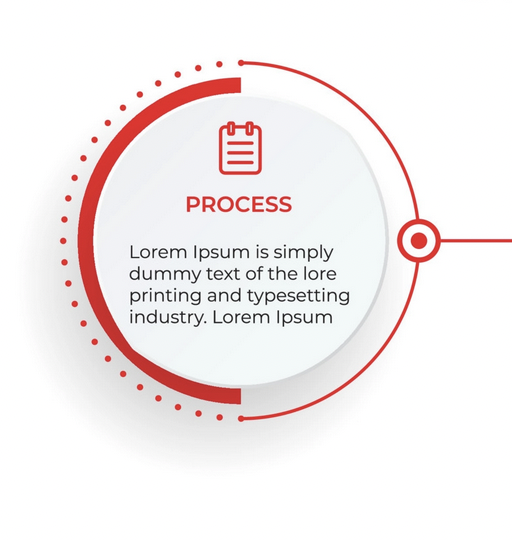 PROCESS
Lorem Ipsum is simply
dummy text of the lore
printing and typesetting
industry. Lorem Ipsum